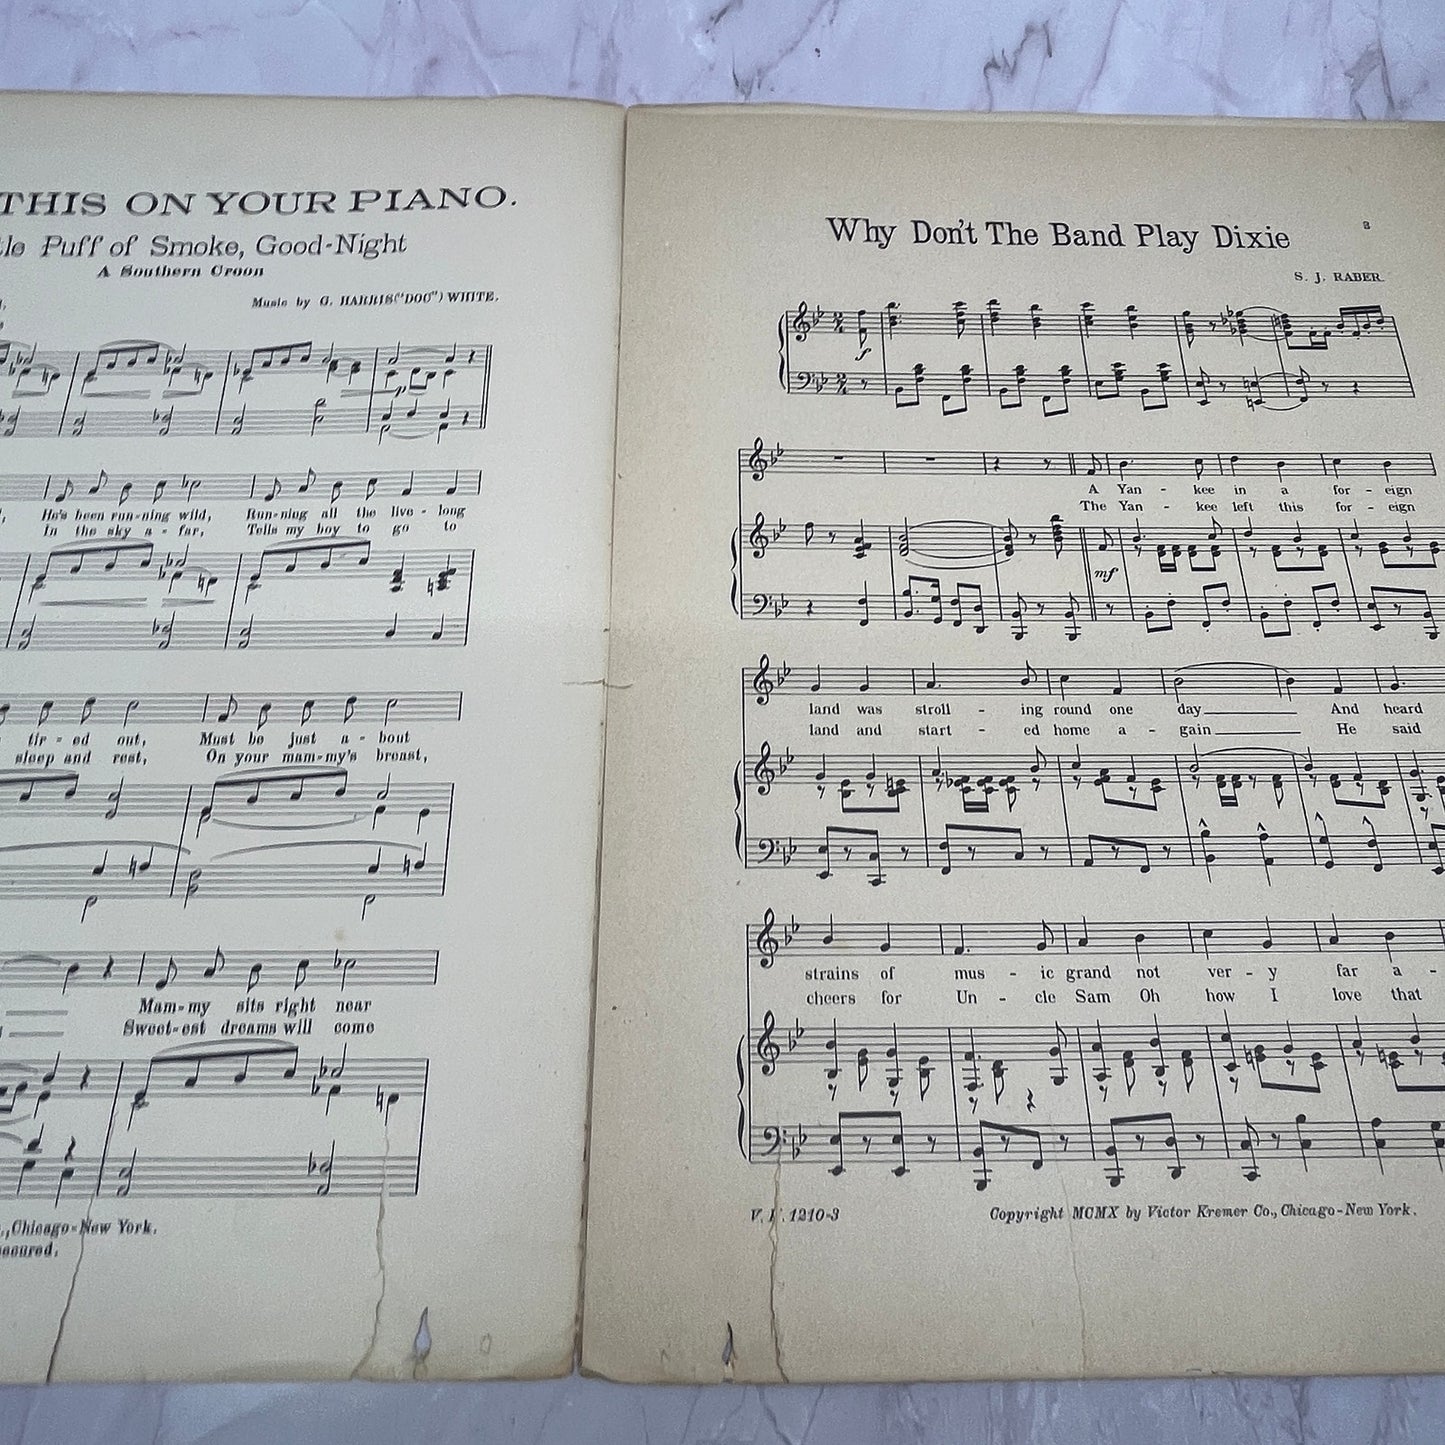 THIS ON YOUR PIANO.
Puff of Smoke, Good-Night
A Southern Croon
Music by G. HARRIS ("DOC") WHITE.
He's been run-ning wild, Run-ning all the live - long
In the sky a - far, Tells my boy to go to
tir - ed out, Must be just a - bout
sleep and rest, On your mam-my's breast,
Mam-my sits right near
Sweet-est dreams will come
Chicago-New York.
Why Don't The Band Play Dixie
3
S. J. RABER
f
A Yan - kee in a for - eign
The Yan - kee left this for - eign
mf
land was stroll - ing round one day And heard
land and start - ed home a - gain He said
strains of mus - ic grand not ver - y far a -
cheers for Un - cle Sam Oh how I love that
1210-3
Copyright MCMX by Victor Kremer Co., Chicago-New York.